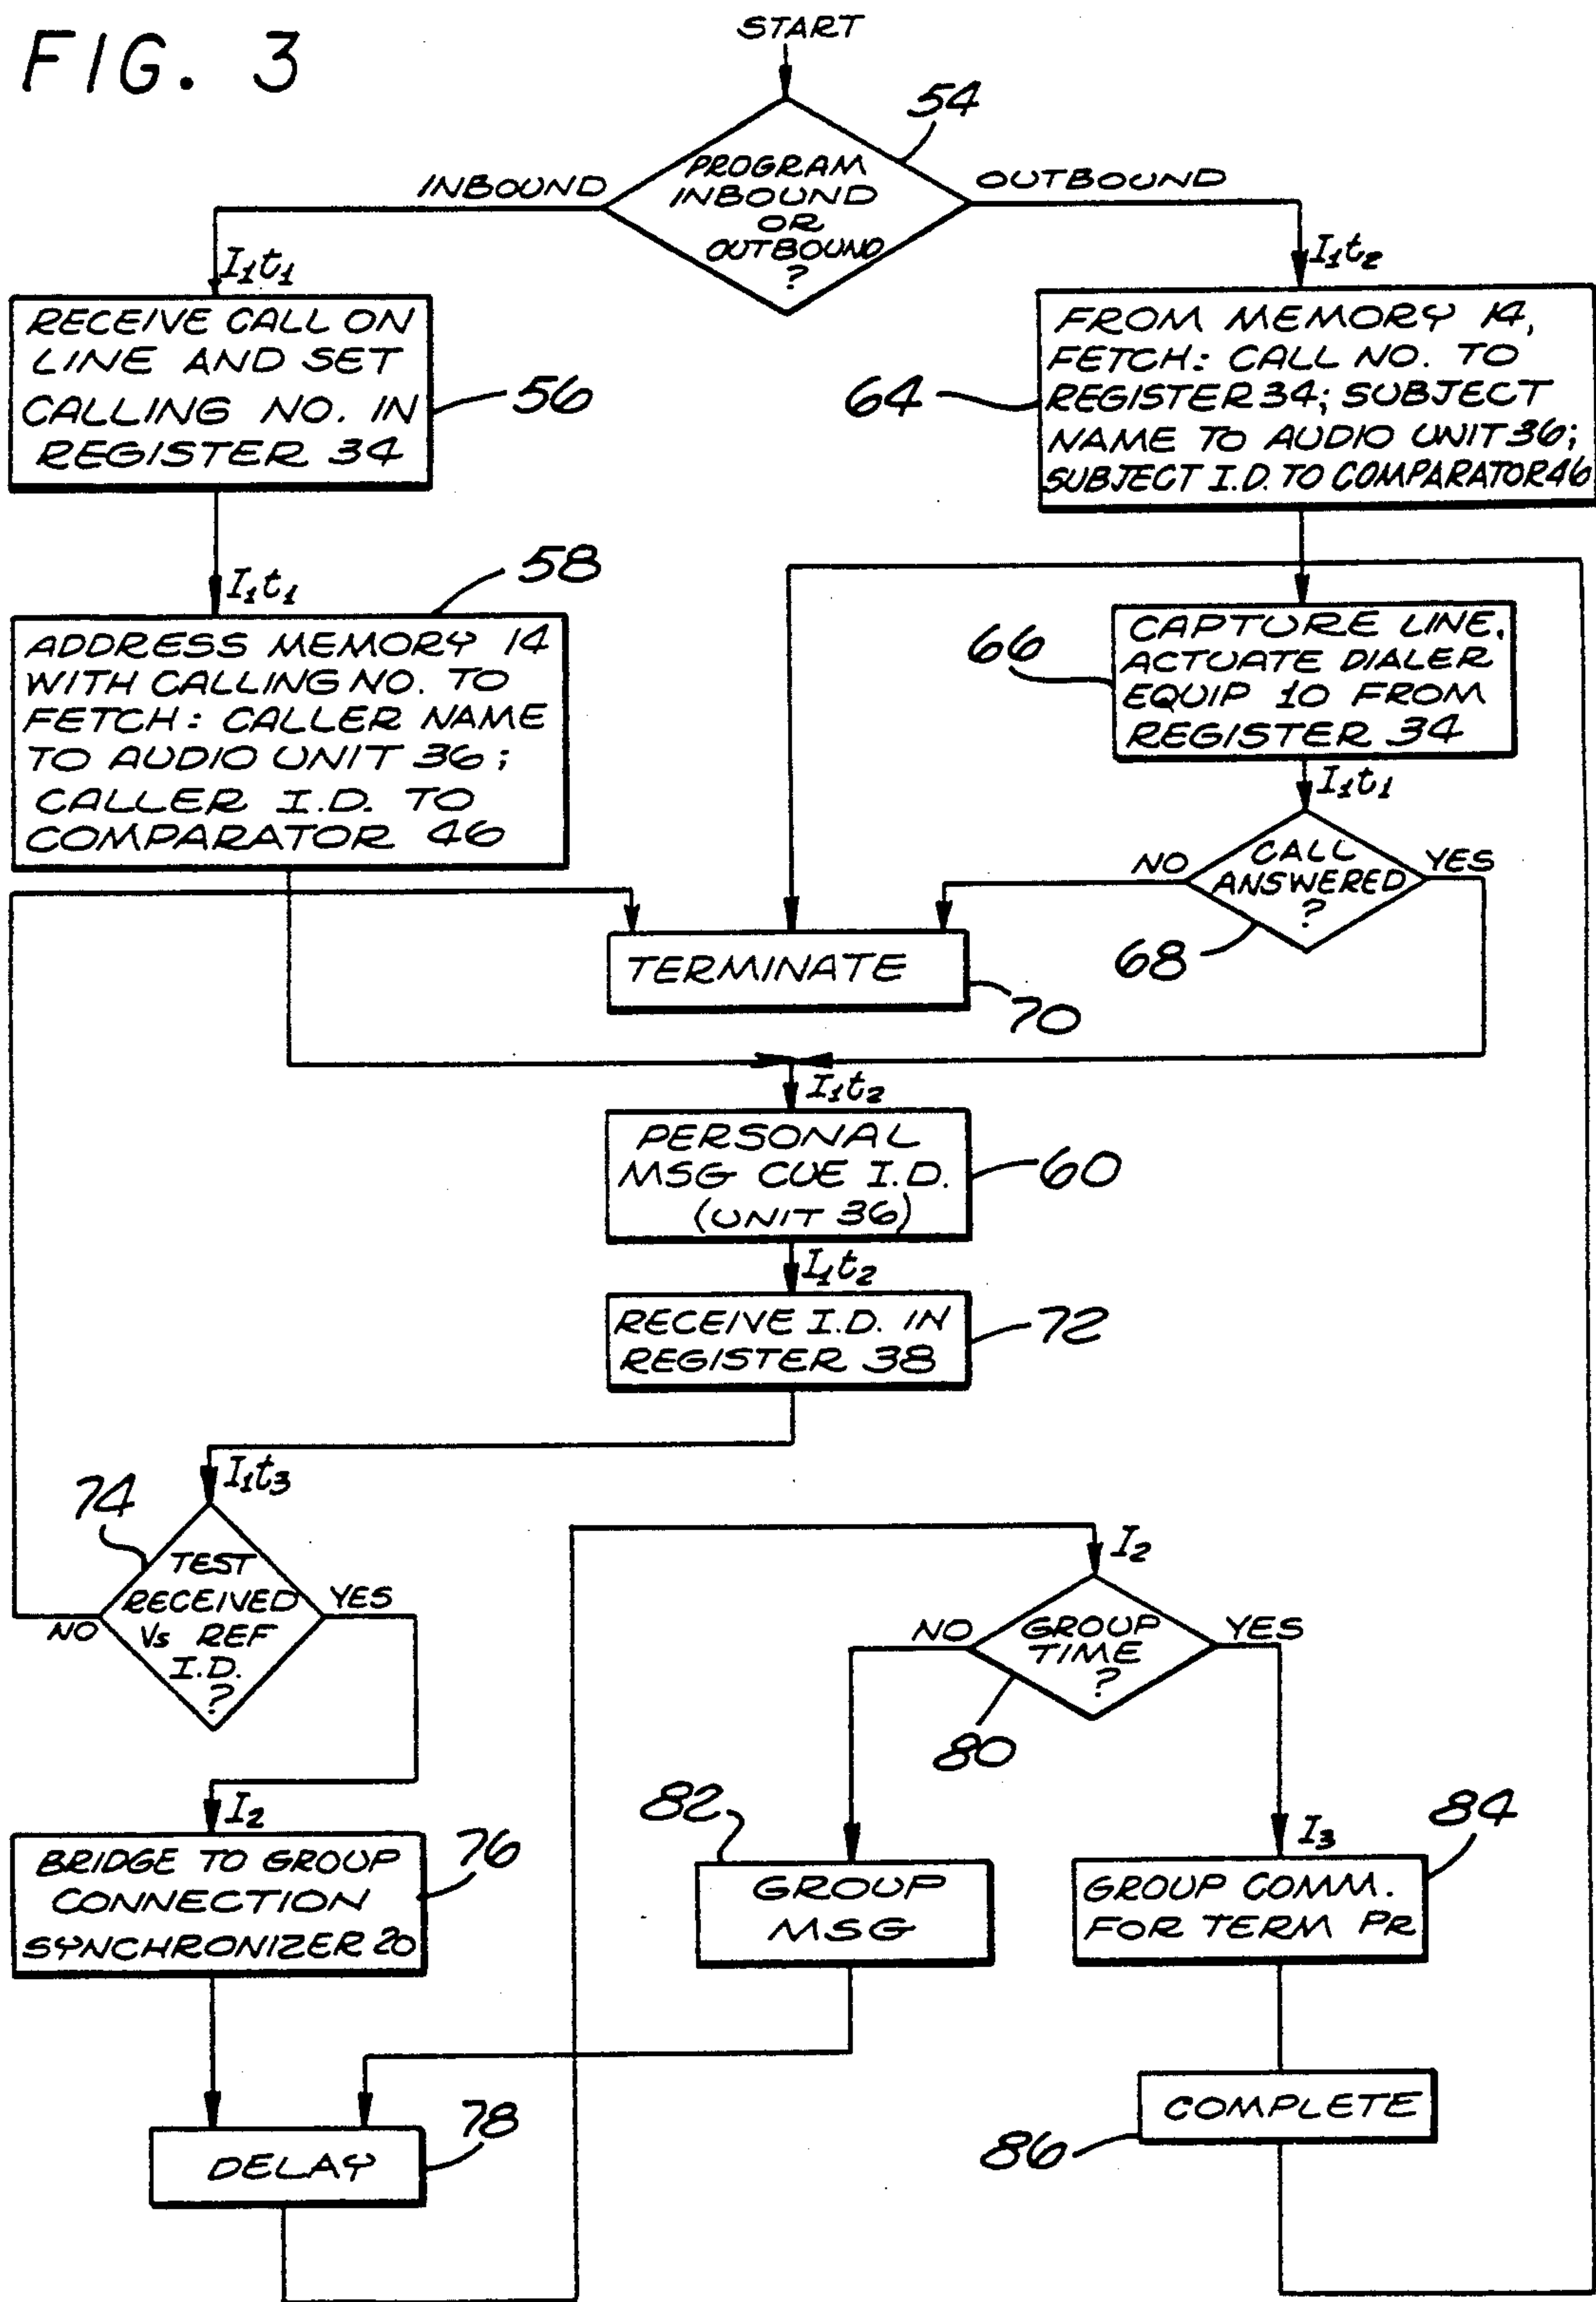 FIG. 3
START
54
PROGRAM
INBOUND
OR
OUTBOUND
?
INBOUND
OUTBOUND
I₁t₁
RECEIVE CALL ON
LINE AND SET
CALLING NO. IN
REGISTER 34
56
I₁t₂
FROM MEMORY 14,
FETCH: CALL NO. TO
REGISTER 34; SUBJECT
NAME TO AUDIO UNIT 36;
SUBJECT I.D. TO COMPARATOR 46
64
I₁t₁
58
ADDRESS MEMORY 14
WITH CALLING NO. TO
FETCH: CALLER NAME
TO AUDIO UNIT 36;
CALLER I.D. TO
COMPARATOR 46
CAPTURE LINE,
ACTUATE DIALER
EQUIP 10 FROM
REGISTER 34
66
I₁t₁
CALL
ANSWERED
?
NO
YES
68
TERMINATE
70
I₁t₂
PERSONAL
MSG CUE I.D.
(UNIT 36)
60
I₁t₂
RECEIVE I.D. IN
REGISTER 38
72
I₁t₃
74
TEST
RECEIVED
Vs REF
I.D.
?
NO
YES
I₂
GROUP
TIME
?
NO
YES
80
I₂
BRIDGE TO GROUP
CONNECTION
SYNCHRONIZER 20
76
82
GROUP
MSG
I₃
84
GROUP COMM.
FOR TERM PR
DELAY
78
COMPLETE
86